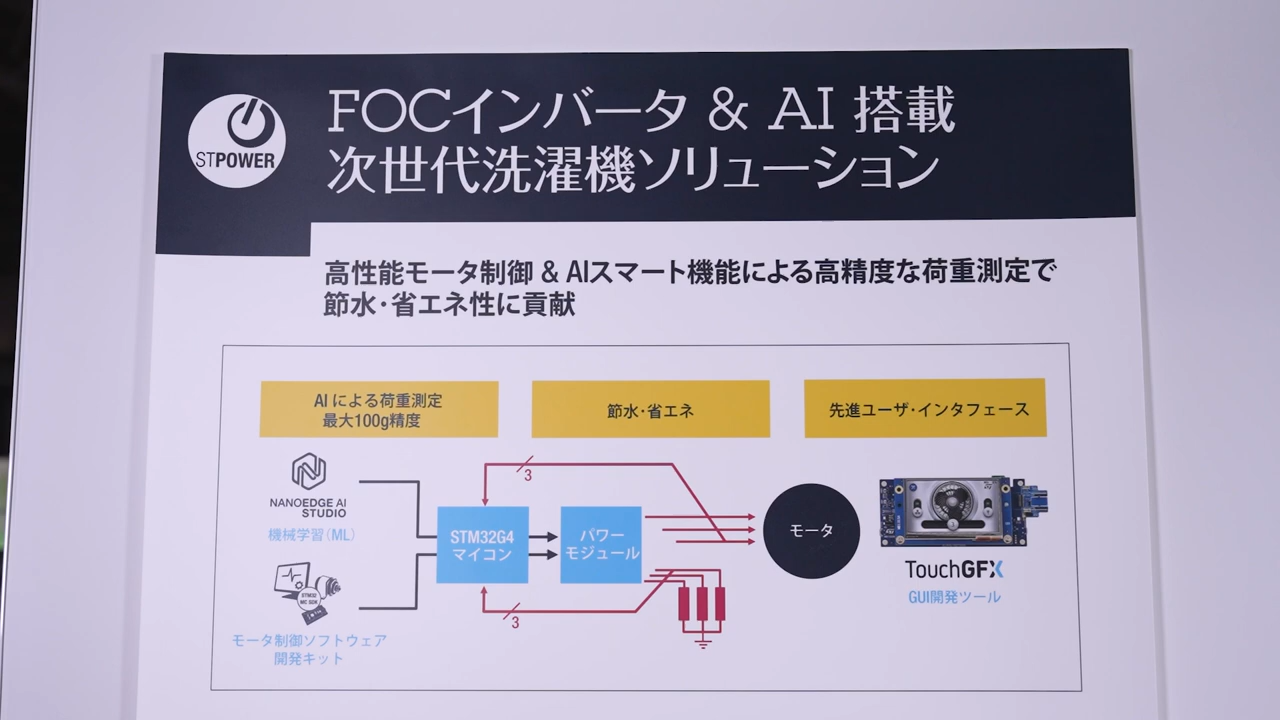 STPOWER
FOCインバータ & AI 搭載
次世代洗濯機ソリューション
高性能モータ制御 & AIスマート機能による高精度な荷重測定で
節水・省エネ性に貢献
AI による荷重測定
最大100g精度
節水・省エネ
先進ユーザ・インタフェース
NANOEDGE AI
STUDIO
機械学習(ML)
STM32
MC SDK
モータ制御ソフトウェア
開発キット
3
STM32G4
マイコン
パワー
モジュール
3
モータ
TouchGFX
GUI開発ツール